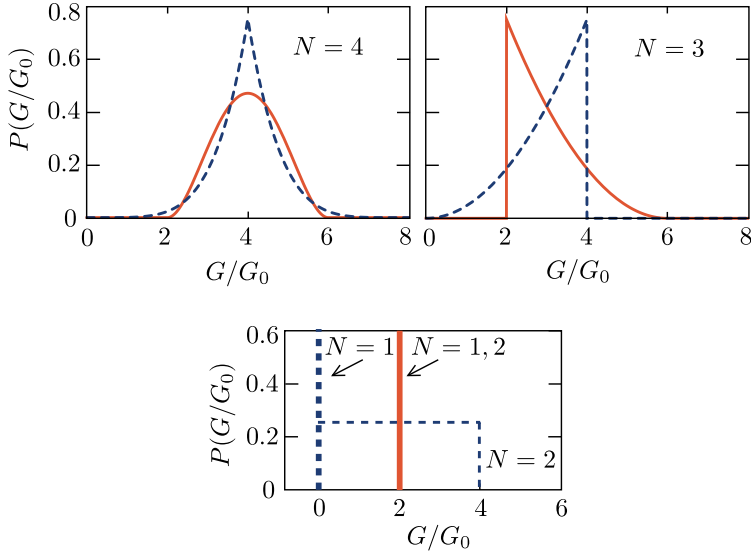 0.8
0.6
0.4
0.2
0
P(G/G₀)
N = 4
0 2 4 6 8
G/G₀
N = 3
0 2 4 6 8
G/G₀
0.6
0.4
0.2
0
P(G/G₀)
N = 1
N = 1, 2
N = 2
0 2 4 6
G/G₀